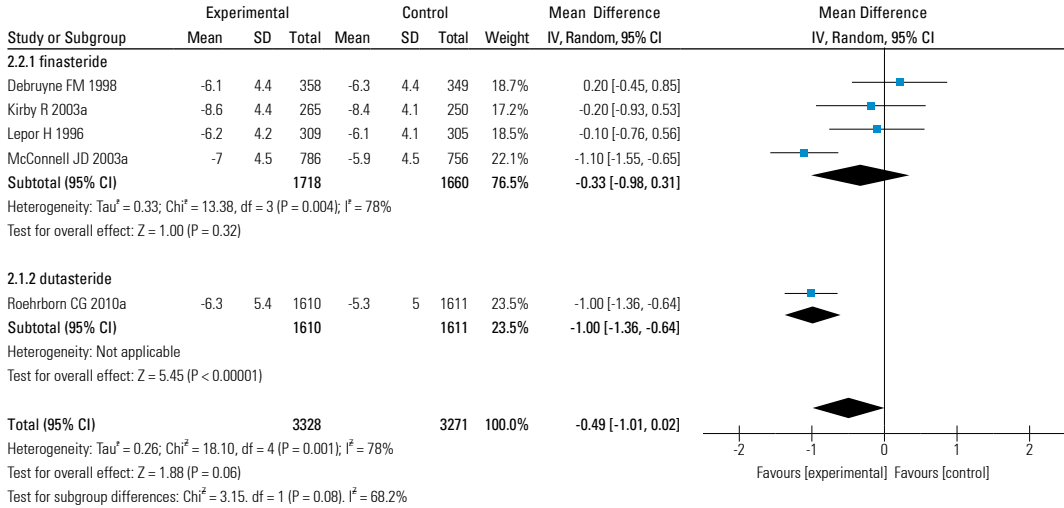 Experimental Control Mean Difference Mean Difference
Study or Subgroup Mean SD Total Mean SD Total Weight IV, Random, 95% CI IV, Random, 95% CI
2.2.1 finasteride
Debruyne FM 1998 -6.1 4.4 358 -6.3 4.4 349 18.7% 0.20 [-0.45, 0.85]
Kirby R 2003a -8.6 4.4 265 -8.4 4.1 250 17.2% -0.20 [-0.93, 0.53]
Lepor H 1996 -6.2 4.2 309 -6.1 4.1 305 18.5% -0.10 [-0.76, 0.56]
McConnell JD 2003a -7 4.5 786 -5.9 4.5 756 22.1% -1.10 [-1.55, -0.65]
Subtotal (95% CI) 1718 1660 76.5% -0.33 [-0.98, 0.31]
Heterogeneity: Tau² = 0.33; Chi² = 13.38, df = 3 (P = 0.004); I² = 78%
Test for overall effect: Z = 1.00 (P = 0.32)
2.1.2 dutasteride
Roehrborn CG 2010a -6.3 5.4 1610 -5.3 5 1611 23.5% -1.00 [-1.36, -0.64]
Subtotal (95% CI) 1610 1611 23.5% -1.00 [-1.36, -0.64]
Heterogeneity: Not applicable
Test for overall effect: Z = 5.45 (P < 0.00001)
Total (95% CI) 3328 3271 100.0% -0.49 [-1.01, 0.02]
Heterogeneity: Tau² = 0.26; Chi² = 18.10, df = 4 (P = 0.001); I² = 78%
Test for overall effect: Z = 1.88 (P = 0.06)
Test for subgroup differences: Chi² = 3.15. df = 1 (P = 0.08). I² = 68.2%
-2 -1 0 1 2
Favours [experimental] Favours [control]